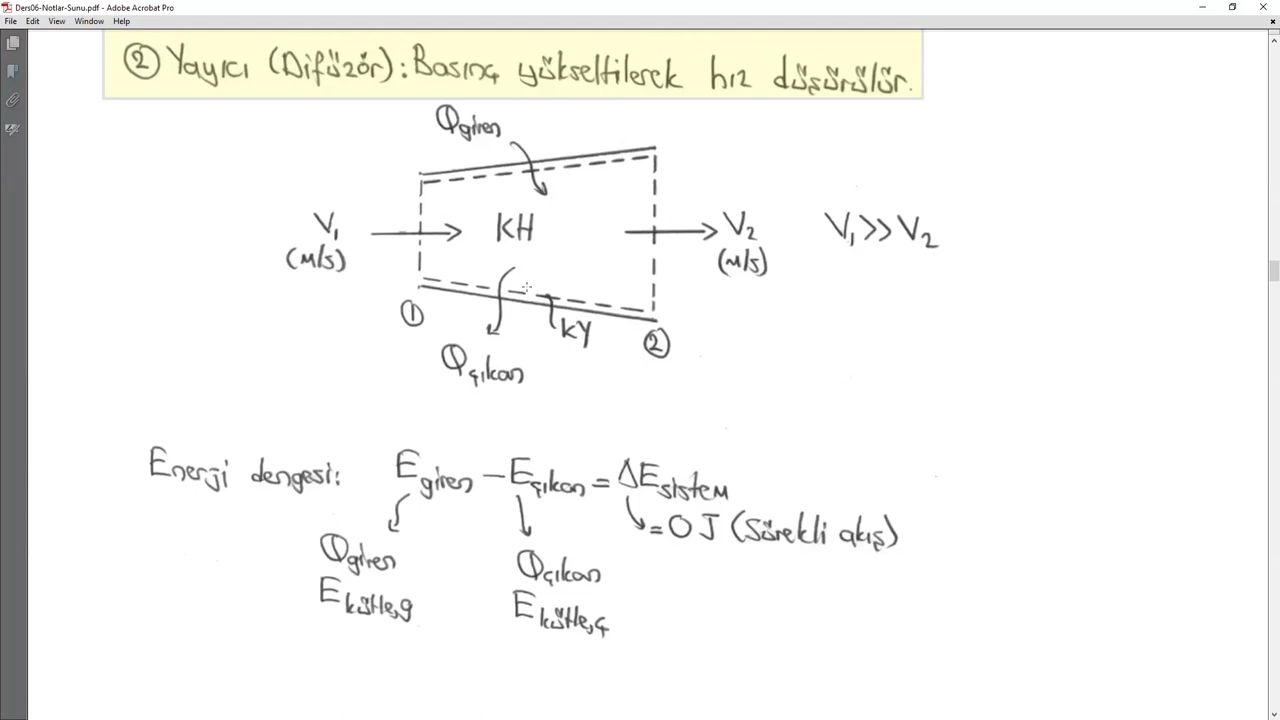 Ders06-Notlar-Sunu.pdf - Adobe Acrobat Pro
File Edit View Window Help
② Yayıcı (Difüzör): Basınç yükseltilerek hız düşürülür.
Qgiren
V₁ KH V₂ V₁>>V₂
(m/s) (m/s)
① KY ②
Qçıkan
Enerji dengesi: Egiren - Eçıkan = ΔEsistem
= 0 J (Sürekli akış)
Qgiren Qçıkan
Ekütle,g Ekütle,ç